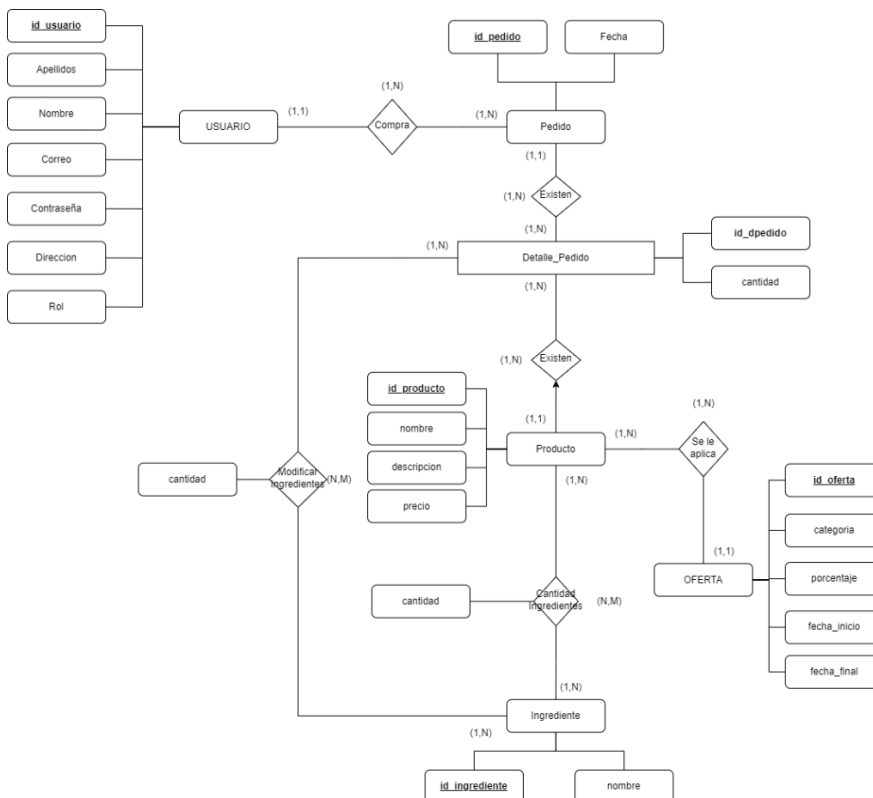 id_usuario
Apellidos
Nombre
Correo
Contraseña
Direccion
Rol
USUARIO
(1,1)
(1,N)
Compra
(1,N)
id_pedido
Fecha
Pedido
(1,1)
(1,N)
Existen
(1,N)
(1,N)
Detalle_Pedido
id_dpedido
cantidad
(1,N)
(1,N)
Existen
(1,1)
id_producto
nombre
descripcion
precio
Producto
(1,N)
(1,N)
Se le
aplica
(1,1)
OFERTA
id_oferta
categoria
porcentaje
fecha_inicio
fecha_final
(1,N)
cantidad
Modificar
Ingredientes
(N,M)
cantidad
Cantidad
Ingredientes
(N,M)
(1,N)
Ingrediente
(1,N)
id_ingrediente
nombre